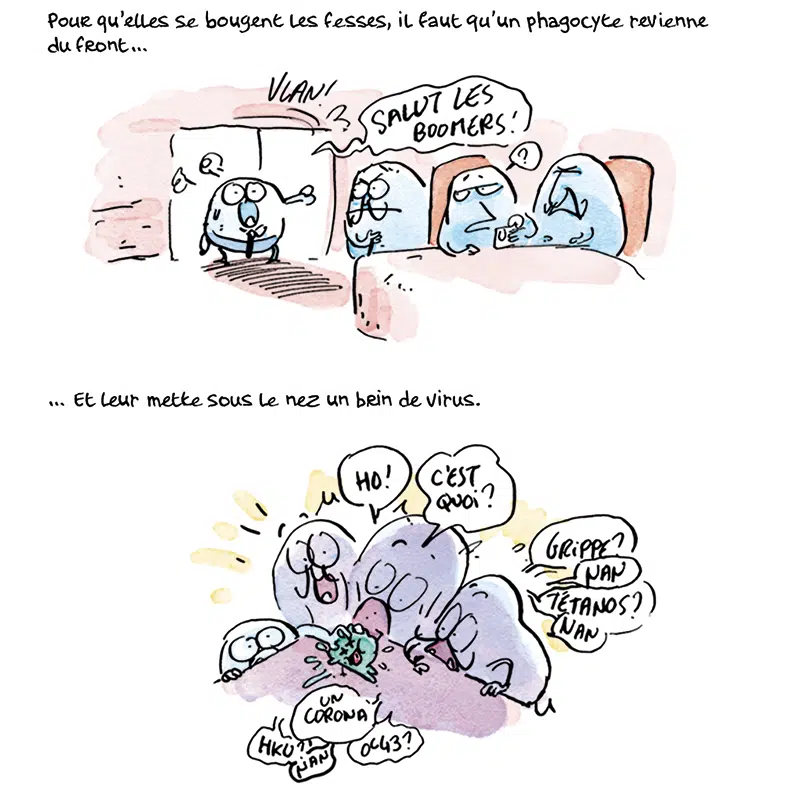 Pour qu'elles se bougent les fesses, il faut qu'un phagocyte revienne
du front...
VLAN!
SALUT LES
BOOMERS!
?
... Et leur mette sous le nez un brin de virus.
HO!
C'EST
QUOI?
GRIPPE?
NAN
TÉTANOS?
NAN
UN
CORONA
HKU1?
NAN
OC43?